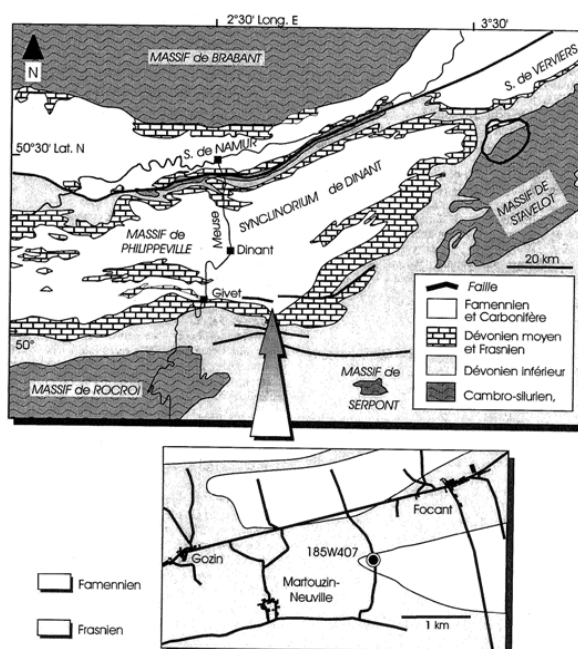 2°30' Long. E
3°30'
N
MASSIF de BRABANT
S. de VERVIERS
50°30' Lat. N
S. de NAMUR
SYNCLINORIUM de DINANT
MASSIF DE
STAVELOT
Meuse
MASSIF de
PHILIPPEVILLE
Dinant
20 km
Givet
Faille
Famennien
et Carbonifère
Dévonien moyen
et Frasnien
Dévonien inférieur
Cambro-silurien,
50°
MASSIF de ROCROI
MASSIF de
SERPONT
Focant
185W407
Gozin
Martouzin-
Neuville
1 km
Famennien
Frasnien